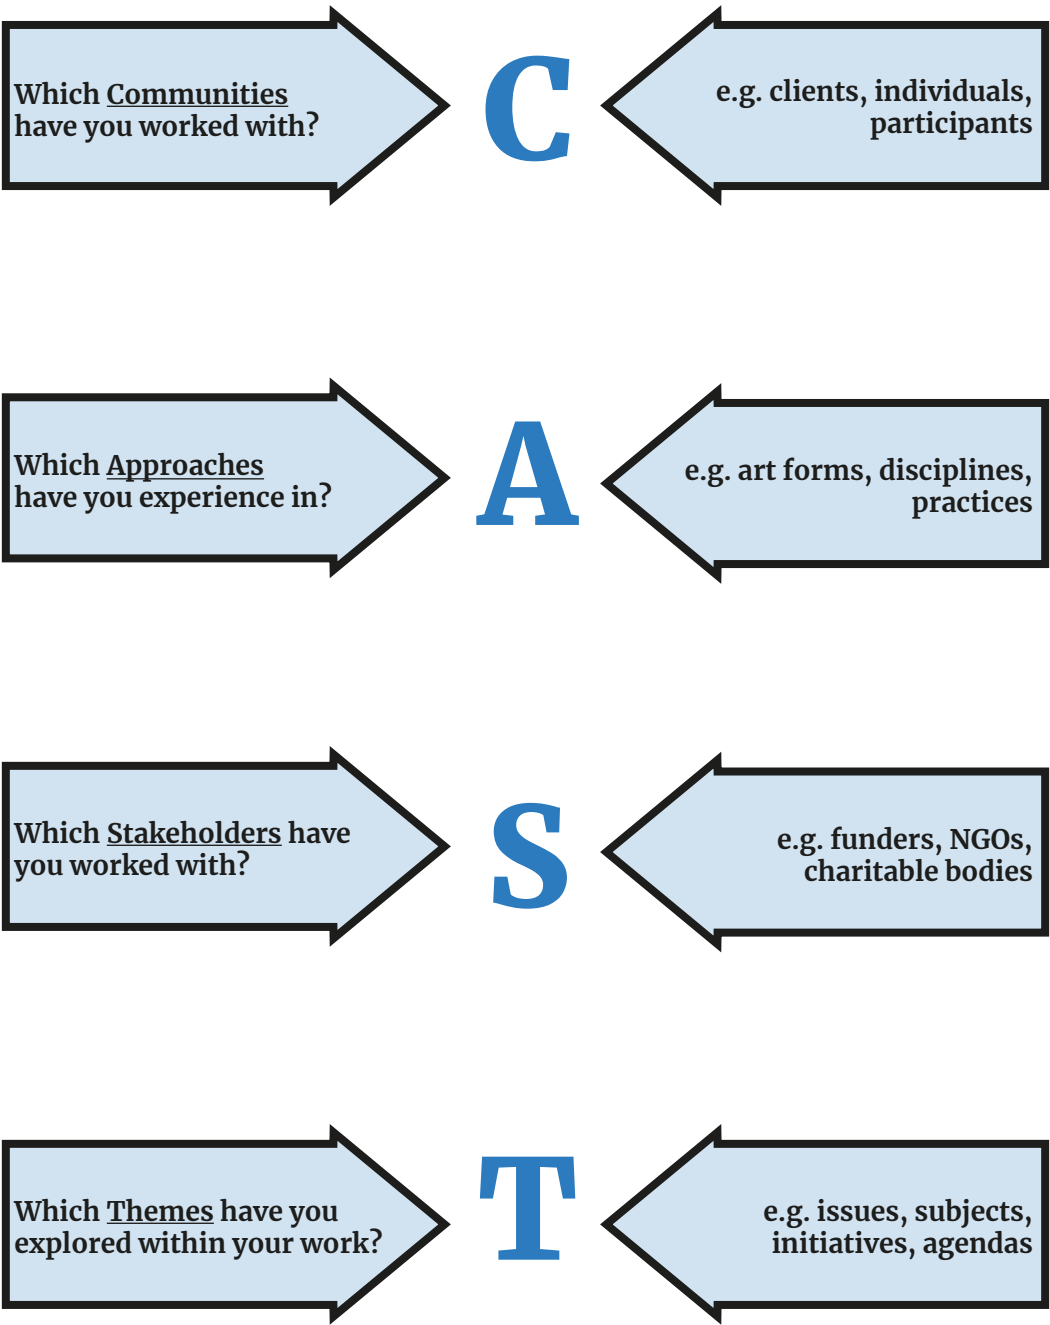 Which Communities
have you worked with?
C
e.g. clients, individuals,
participants
Which Approaches
have you experience in?
A
e.g. art forms, disciplines,
practices
Which Stakeholders have
you worked with?
S
e.g. funders, NGOs,
charitable bodies
Which Themes have you
explored within your work?
T
e.g. issues, subjects,
initiatives, agendas